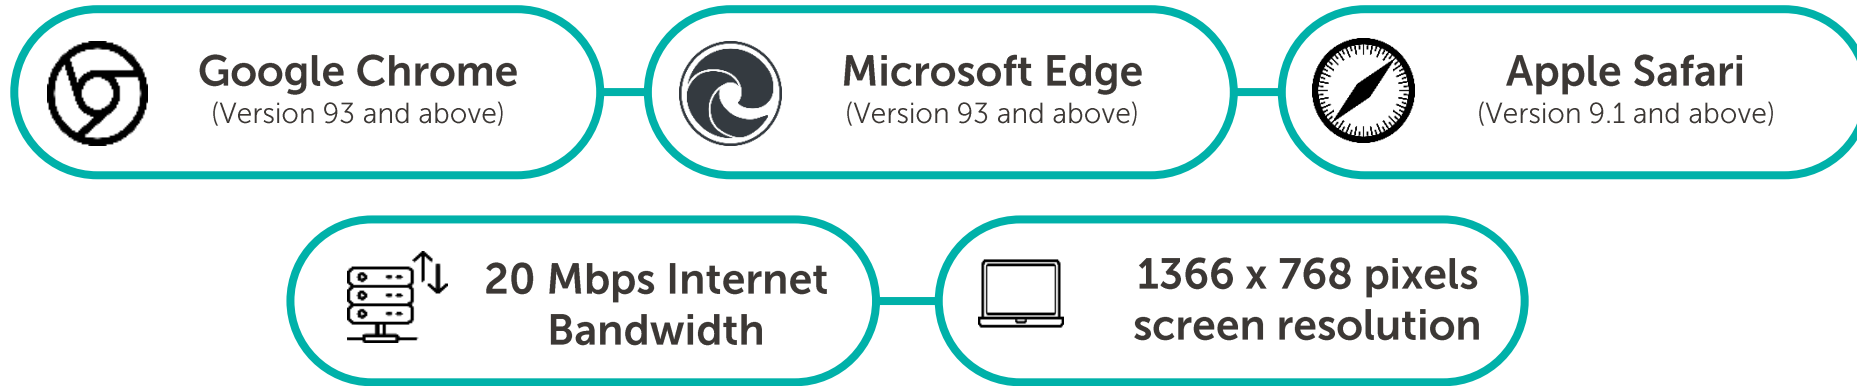 Google Chrome
(Version 93 and above)
Microsoft Edge
(Version 93 and above)
Apple Safari
(Version 9.1 and above)
20 Mbps Internet
Bandwidth
1366 x 768 pixels
screen resolution